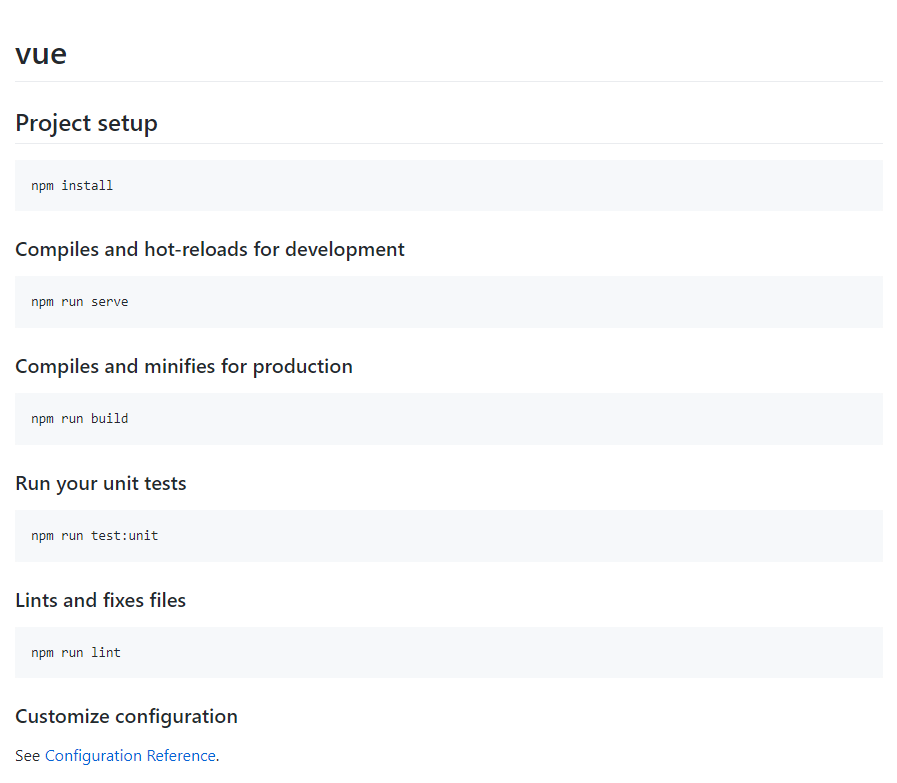 vue
Project setup
npm install
Compiles and hot-reloads for development
npm run serve
Compiles and minifies for production
npm run build
Run your unit tests
npm run test:unit
Lints and fixes files
npm run lint
Customize configuration
See Configuration Reference.